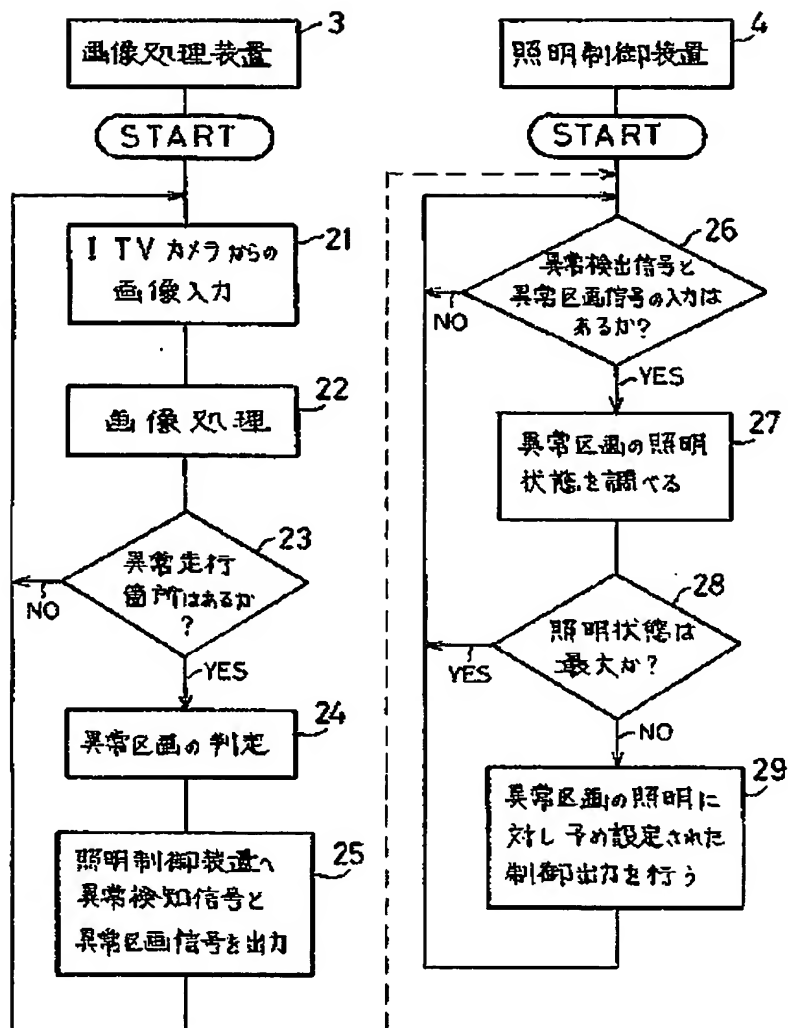 3
画像処理装置
START
21
ITVカメラからの
画像入力
22
画像処理
23
異常走行
箇所はあるか
?
NO
YES
24
異常区画の判定
25
照明制御装置へ
異常検知信号と
異常区画信号を出力
4
照明制御装置
START
26
異常検出信号と
異常区画信号の入力は
あるか?
NO
YES
27
異常区画の照明
状態を調べる
28
照明状態は
最大か?
YES
NO
29
異常区画の照明に
対し予め設定された
制御出力を行う